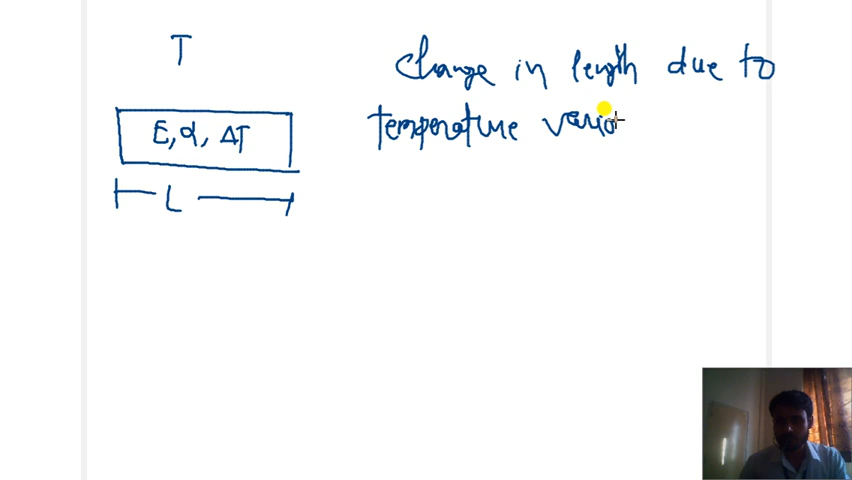 T
Change in length due to
temperature varia
E, α, ΔT
L